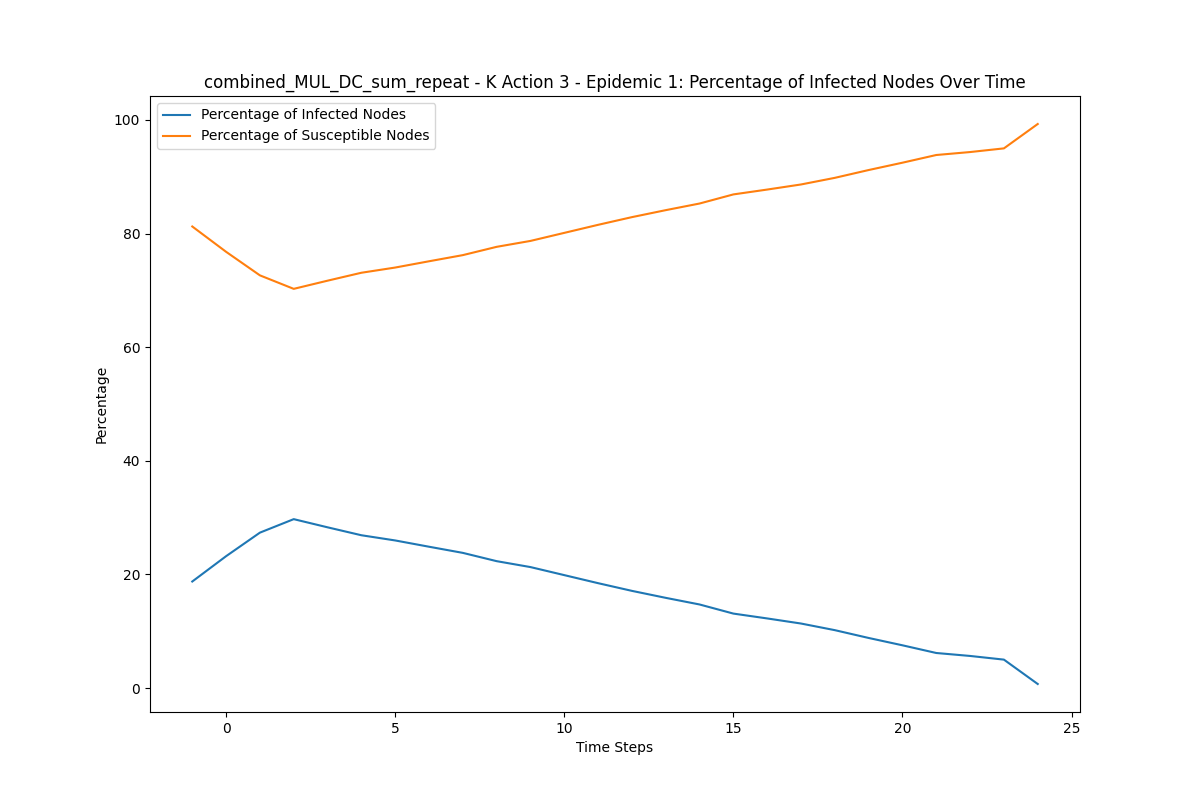 combined_MUL_DC_sum_repeat - K Action 3 - Epidemic 1: Percentage of Infected Nodes Over Time
Percentage of Infected Nodes
Percentage of Susceptible Nodes
100
80
60
40
20
0
Percentage
0 5 10 15 20 25
Time Steps